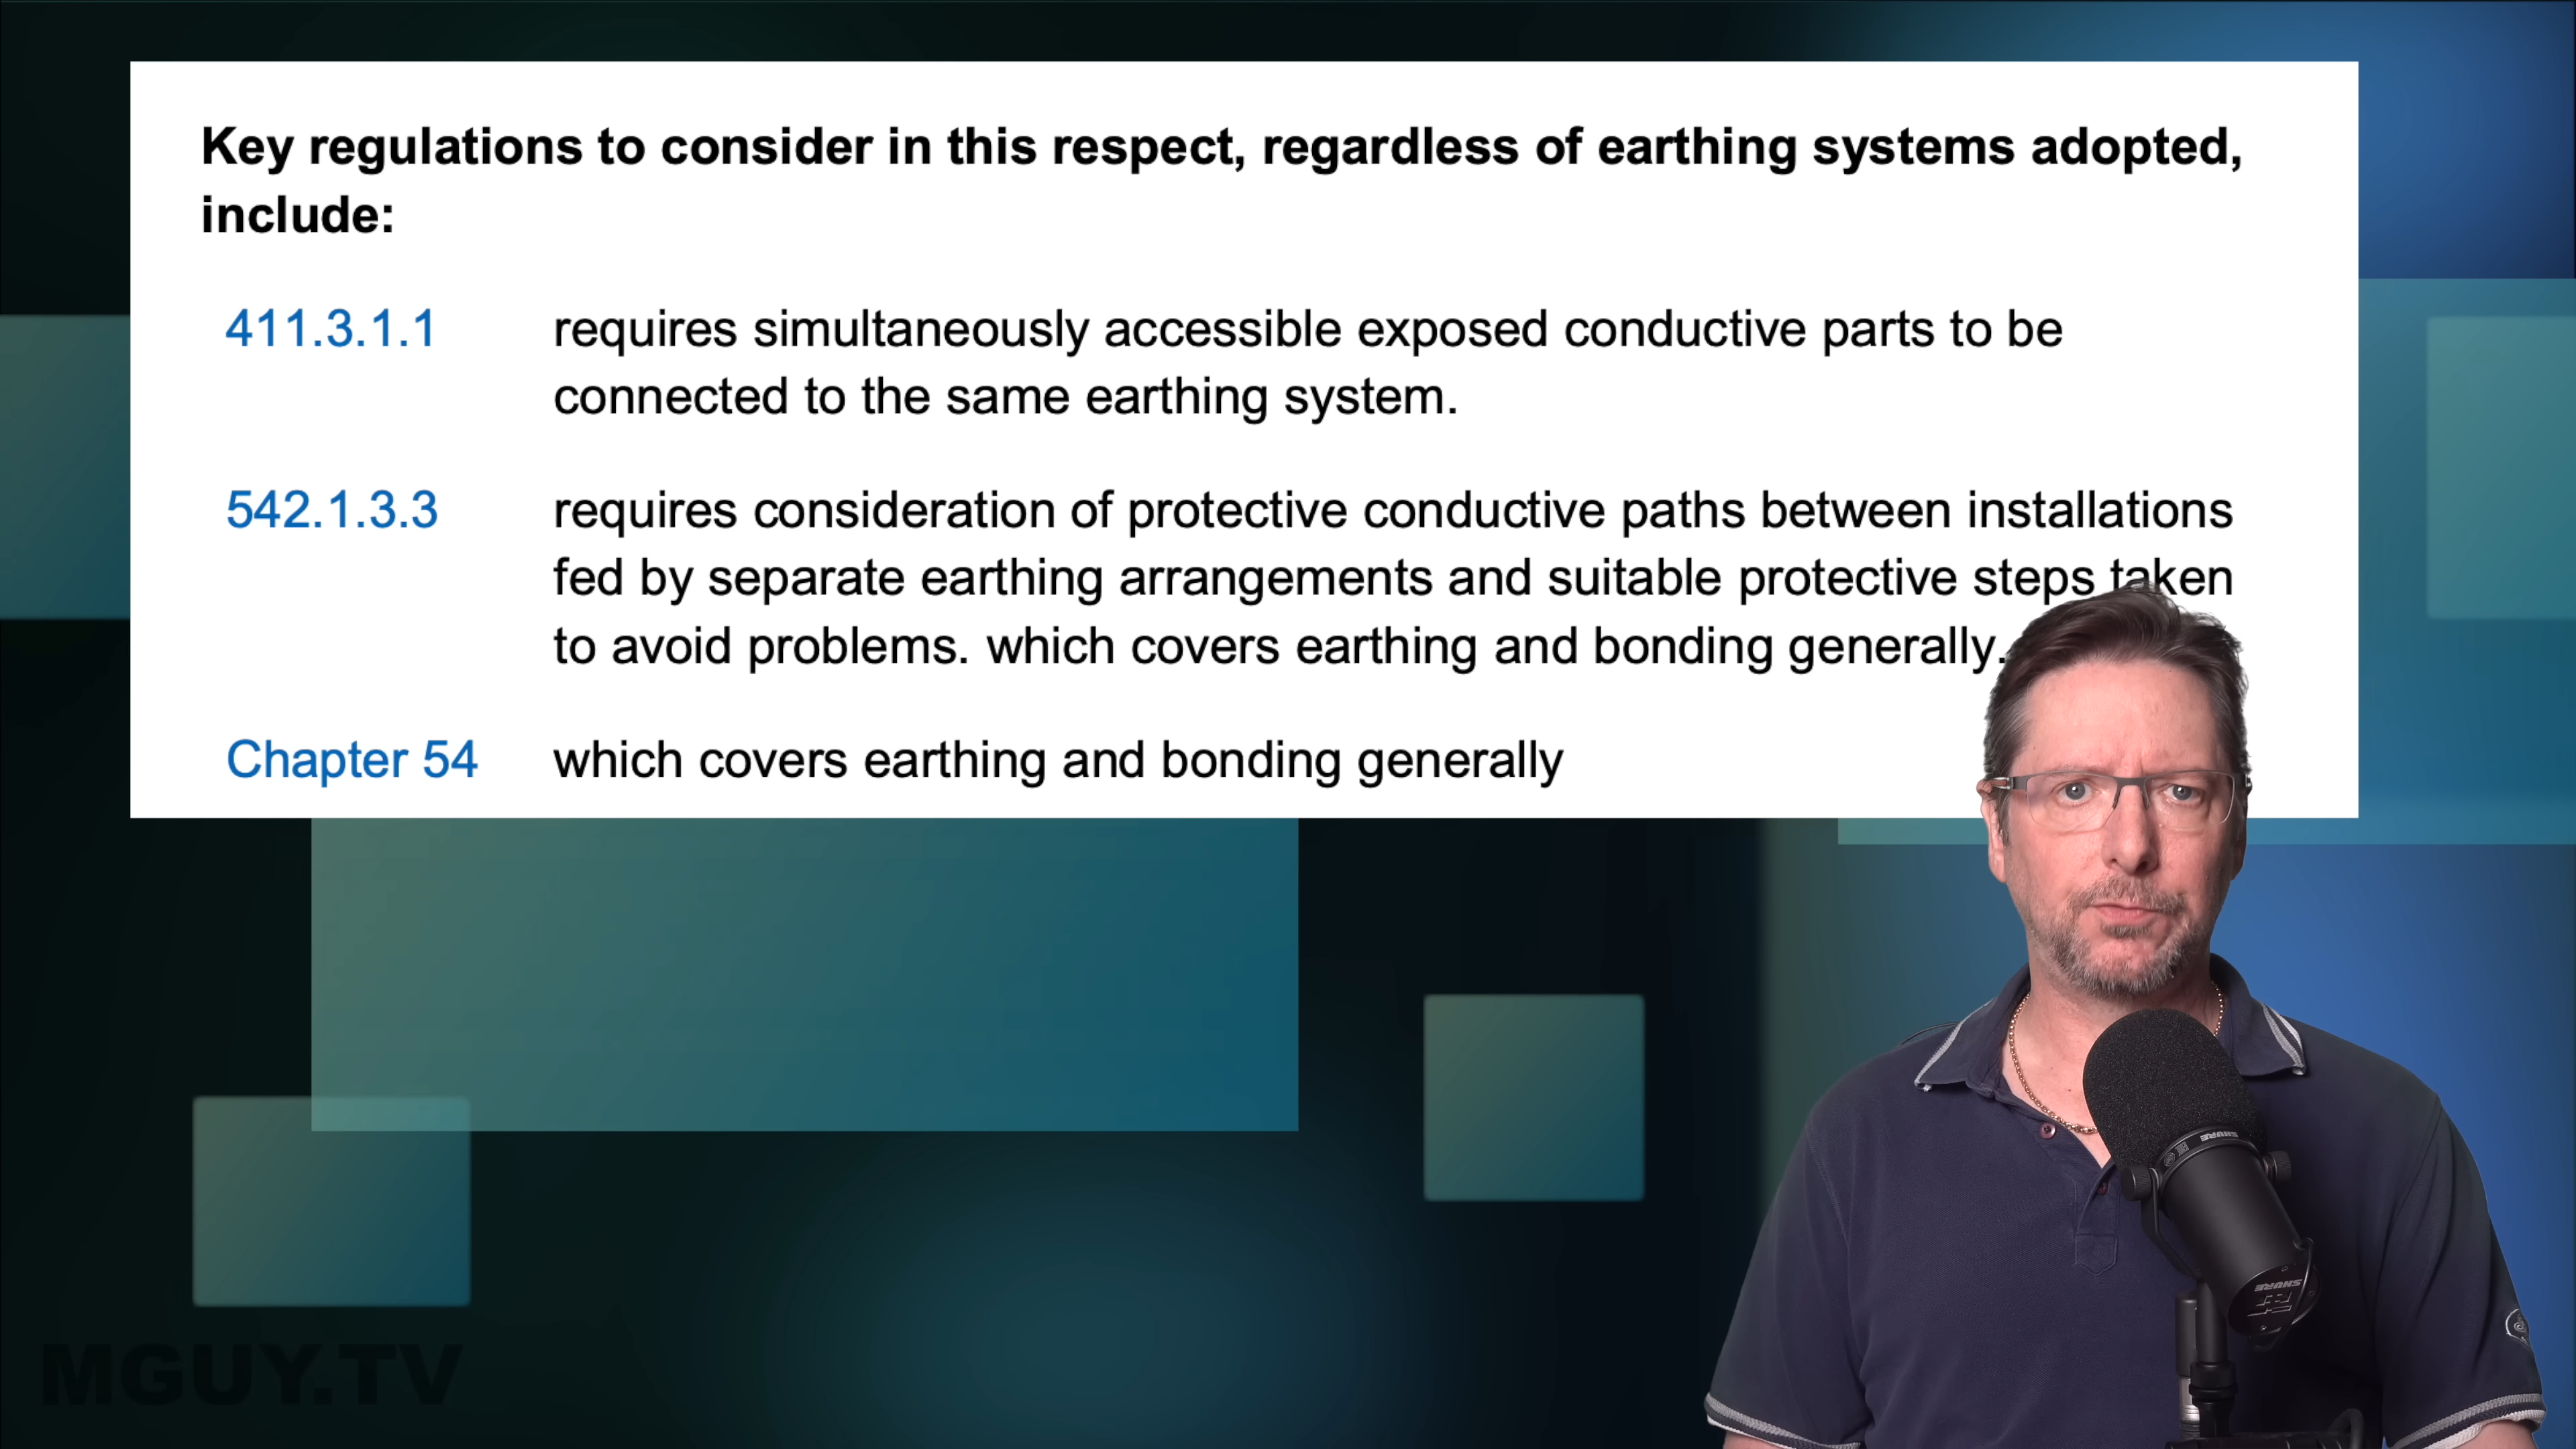 Key regulations to consider in this respect, regardless of earthing systems adopted,
include:
411.3.1.1 requires simultaneously accessible exposed conductive parts to be
connected to the same earthing system.
542.1.3.3 requires consideration of protective conductive paths between installations
fed by separate earthing arrangements and suitable protective steps taken
to avoid problems. which covers earthing and bonding generally.
Chapter 54 which covers earthing and bonding generally
SHURE
SHURE
MGUY.TV